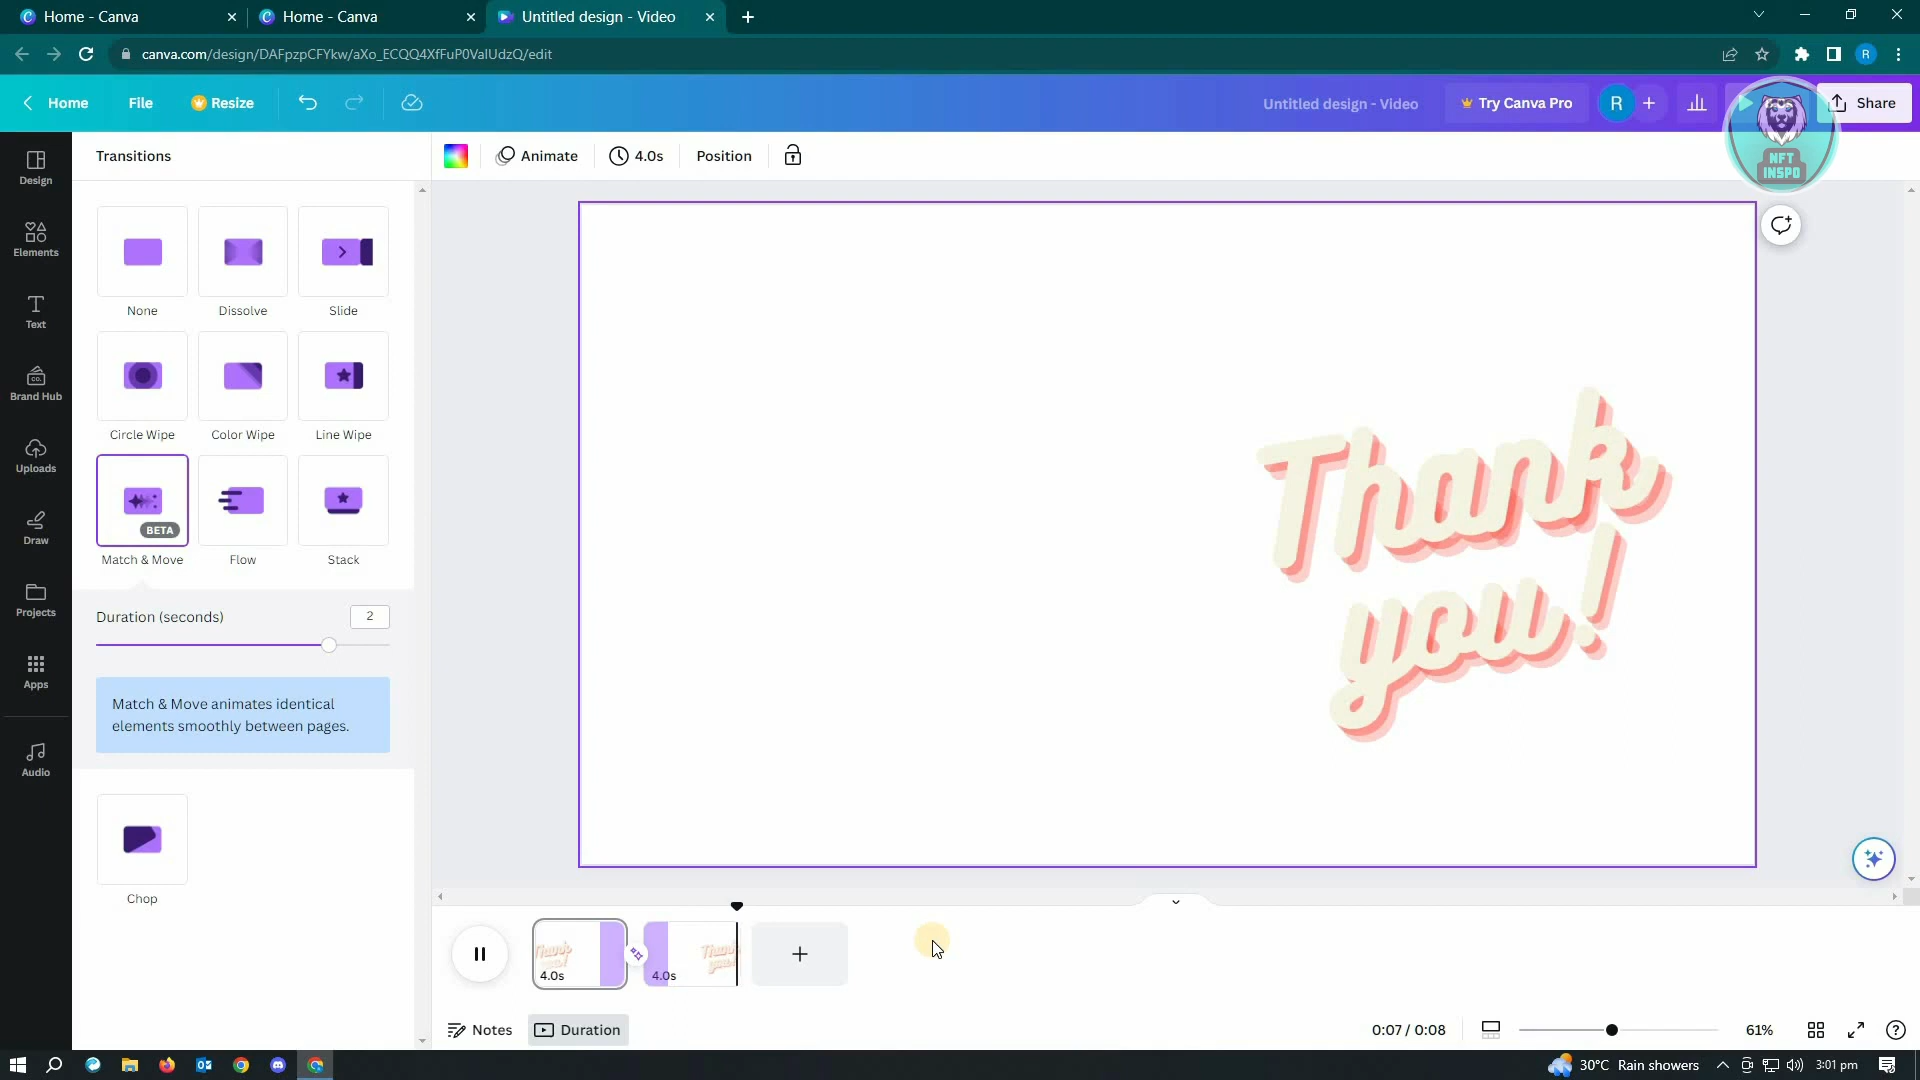 Home - Canva
Home - Canva
Untitled design - Video
canva.com/design/DAFpzpCFYkw/aXo_ECQQ4XfFuP0ValUdzQ/edit
R
Home
File
Resize
Untitled design - Video
Try Canva Pro
R
Share
NFT
INSPO
Design
Elements
Text
Brand Hub
Uploads
Draw
Projects
Apps
Audio
Transitions
Animate
4.0s
Position
None
Dissolve
Slide
Circle Wipe
Color Wipe
Line Wipe
BETA
Match & Move
Flow
Stack
Duration (seconds)
2
Match & Move animates identical
elements smoothly between pages.
Chop
Thank
you!
Thank
you!
4.0s
Thank
you!
4.0s
Notes
Duration
0:07 / 0:08
61%
30°C Rain showers
3:01 pm